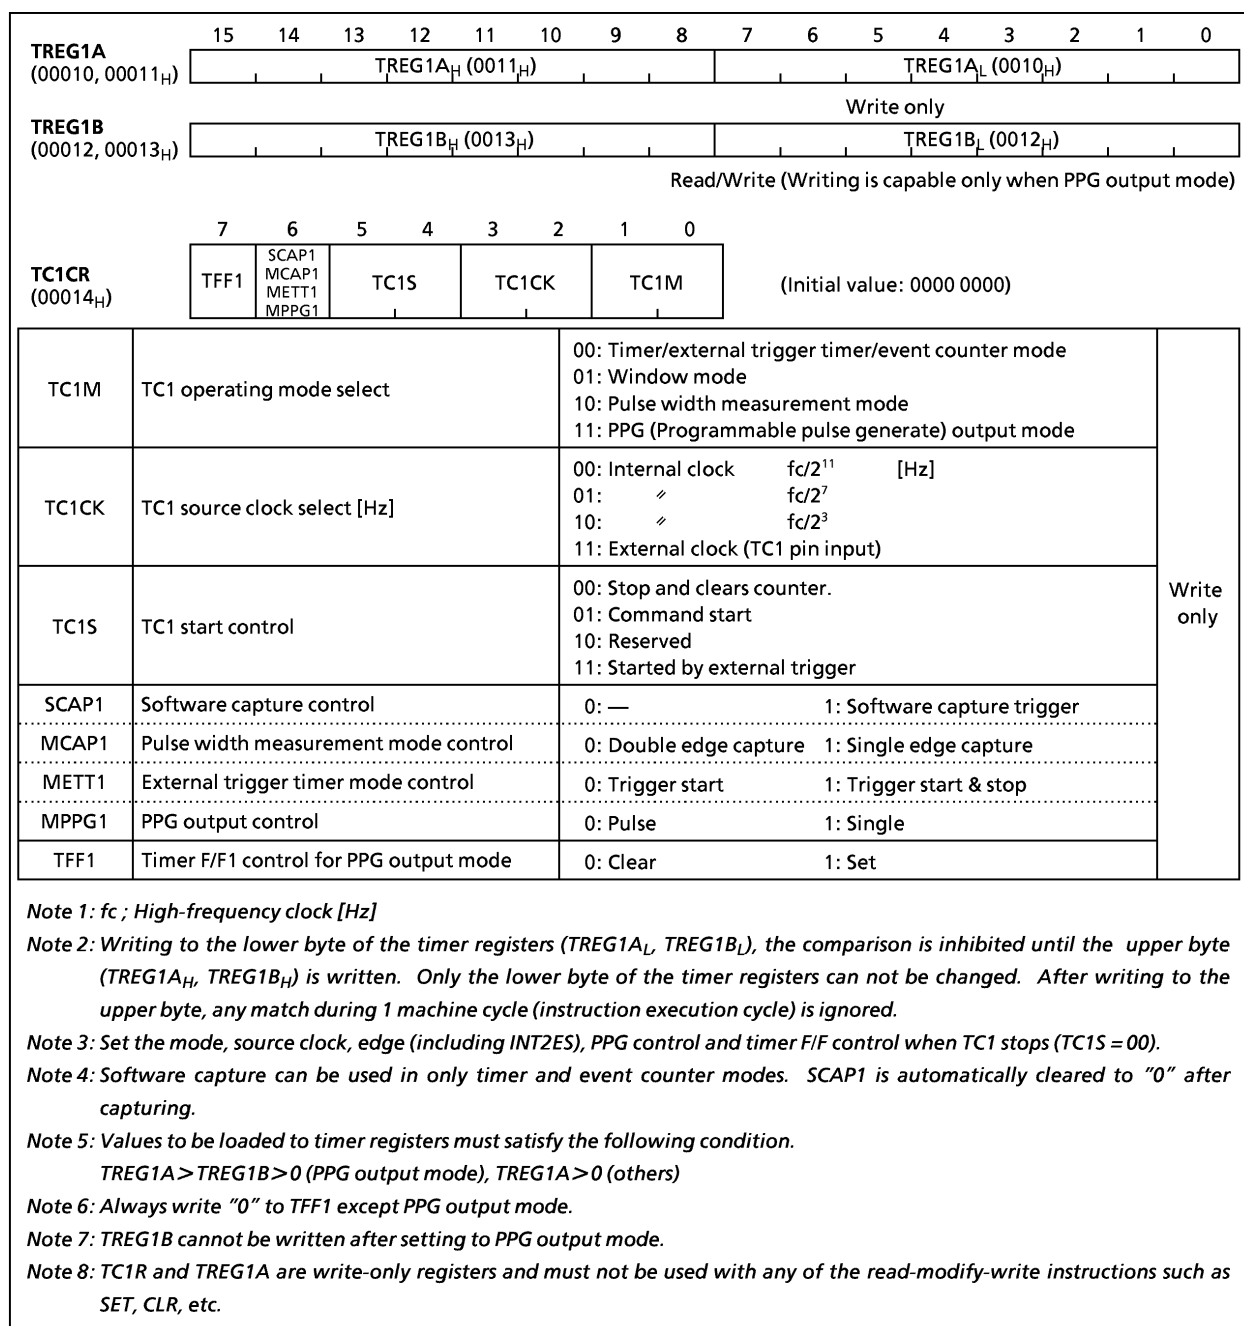 15 14 13 12 11 10 9 8 7 6 5 4 3 2 1 0
TREG1A
(00010, 00011H)
TREG1AH (0011H) TREG1AL (0010H)
Write only
TREG1B
(00012, 00013H)
TREG1BH (0013H) TREG1BL (0012H)
Read/Write (Writing is capable only when PPG output mode)
7 6 5 4 3 2 1 0
TC1CR
(00014H)
TFF1
SCAP1
MCAP1
METT1
MPPG1
TC1S TC1CK TC1M
(Initial value: 0000 0000)
TC1M TC1 operating mode select
00: Timer/external trigger timer/event counter mode
01: Window mode
10: Pulse width measurement mode
11: PPG (Programmable pulse generate) output mode
TC1CK TC1 source clock select [Hz]
00: Internal clock fc/2¹¹ [Hz]
01: 〃 fc/2⁷
10: 〃 fc/2³
11: External clock (TC1 pin input)
TC1S TC1 start control
00: Stop and clears counter.
01: Command start
10: Reserved
11: Started by external trigger
Write
only
SCAP1 Software capture control 0: — 1: Software capture trigger
MCAP1 Pulse width measurement mode control 0: Double edge capture 1: Single edge capture
METT1 External trigger timer mode control 0: Trigger start 1: Trigger start & stop
MPPG1 PPG output control 0: Pulse 1: Single
TFF1 Timer F/F1 control for PPG output mode 0: Clear 1: Set
Note 1: fc ; High-frequency clock [Hz]
Note 2: Writing to the lower byte of the timer registers (TREG1AL, TREG1BL), the comparison is inhibited until the upper byte
(TREG1AH, TREG1BH) is written. Only the lower byte of the timer registers can not be changed. After writing to the
upper byte, any match during 1 machine cycle (instruction execution cycle) is ignored.
Note 3: Set the mode, source clock, edge (including INT2ES), PPG control and timer F/F control when TC1 stops (TC1S = 00).
Note 4: Software capture can be used in only timer and event counter modes. SCAP1 is automatically cleared to "0" after
capturing.
Note 5: Values to be loaded to timer registers must satisfy the following condition.
TREG1A > TREG1B > 0 (PPG output mode), TREG1A > 0 (others)
Note 6: Always write "0" to TFF1 except PPG output mode.
Note 7: TREG1B cannot be written after setting to PPG output mode.
Note 8: TC1R and TREG1A are write-only registers and must not be used with any of the read-modify-write instructions such as
SET, CLR, etc.